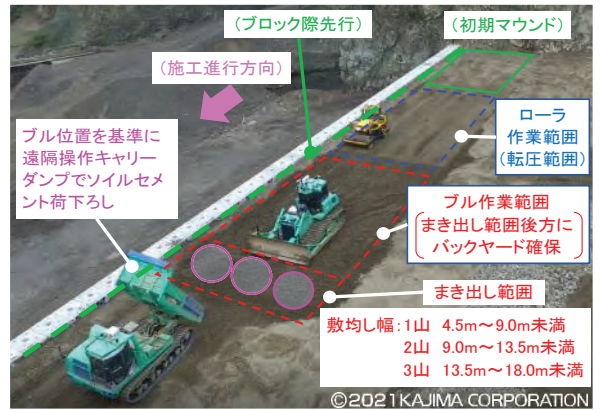 (ブロック際先行)
(初期マウンド)
(施工進行方向)
ブル位置を基準に
遠隔操作キャリー
ダンプでソイルセメ
ント荷下ろし
ローラ
作業範囲
(転圧範囲)
ブル作業範囲
まき出し範囲後方に
バックヤード確保
まき出し範囲
敷均し幅:1山 4.5m~9.0m未満
2山 9.0m~13.5m未満
3山 13.5m~18.0m未満
©2021KAJIMA CORPORATION